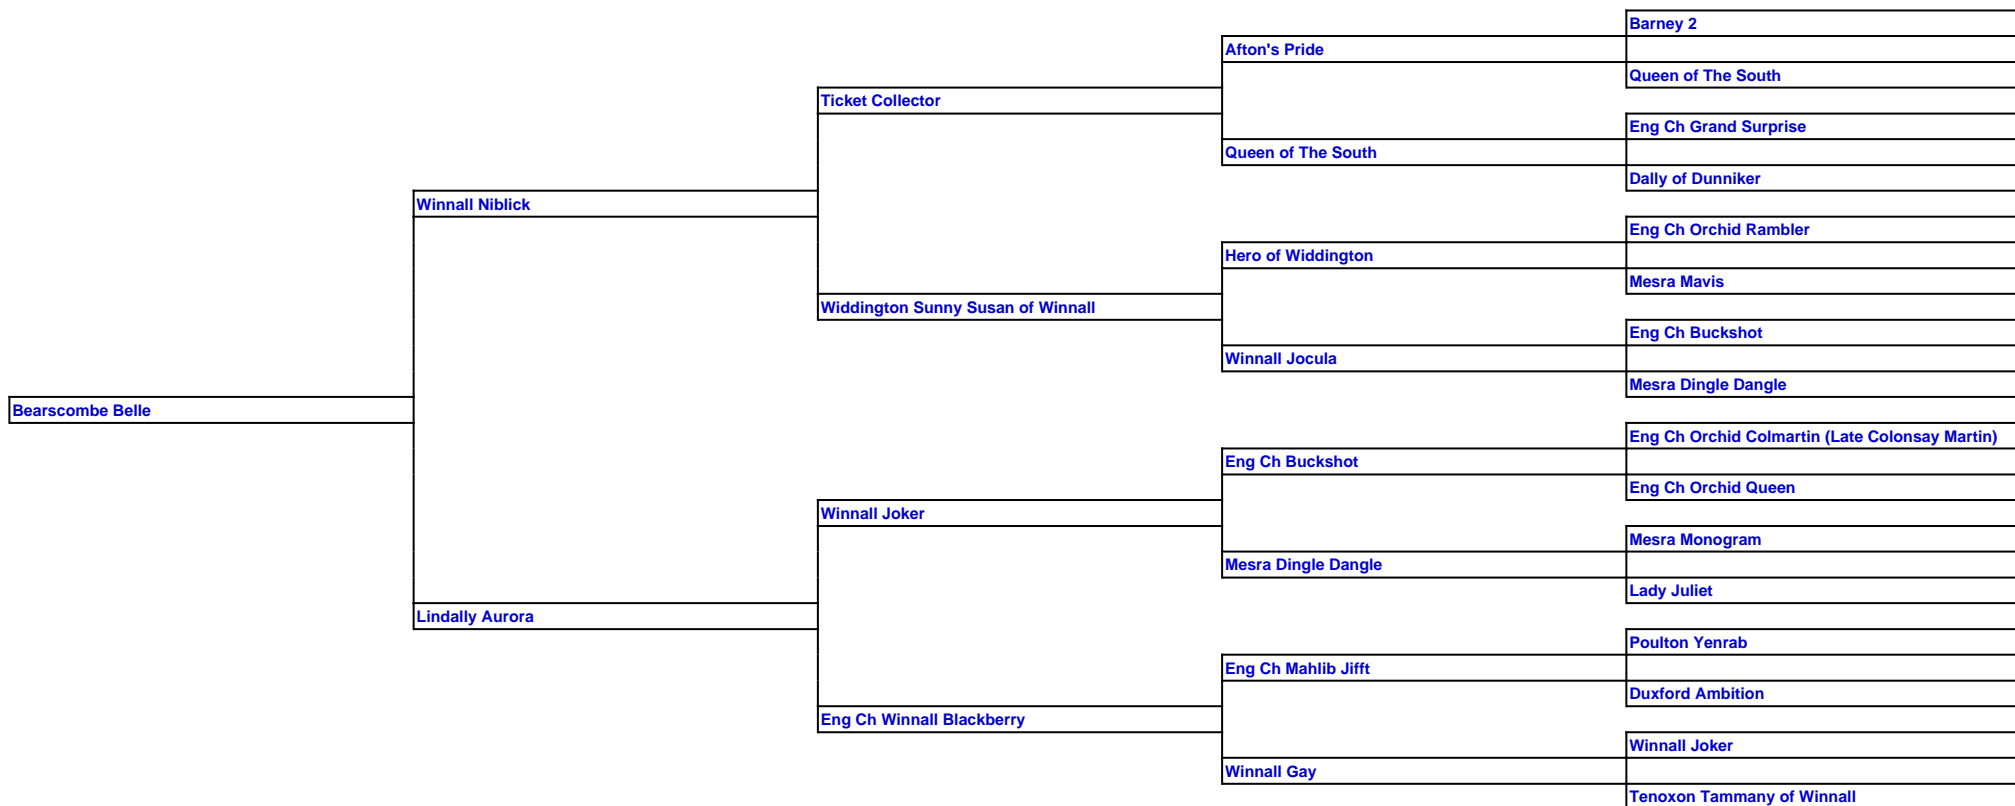 Barney 2
Afton's Pride
Queen of The South
Ticket Collector
Eng Ch Grand Surprise
Queen of The South
Dally of Dunniker
Winnall Niblick
Eng Ch Orchid Rambler
Hero of Widdington
Mesra Mavis
Widdington Sunny Susan of Winnall
Eng Ch Buckshot
Winnall Jocula
Mesra Dingle Dangle
Bearscombe Belle
Eng Ch Orchid Colmartin (Late Colonsay Martin)
Eng Ch Buckshot
Eng Ch Orchid Queen
Winnall Joker
Mesra Monogram
Mesra Dingle Dangle
Lady Juliet
Lindally Aurora
Poulton Yenrab
Eng Ch Mahlib Jifft
Duxford Ambition
Eng Ch Winnall Blackberry
Winnall Joker
Winnall Gay
Tenoxon Tammany of Winnall